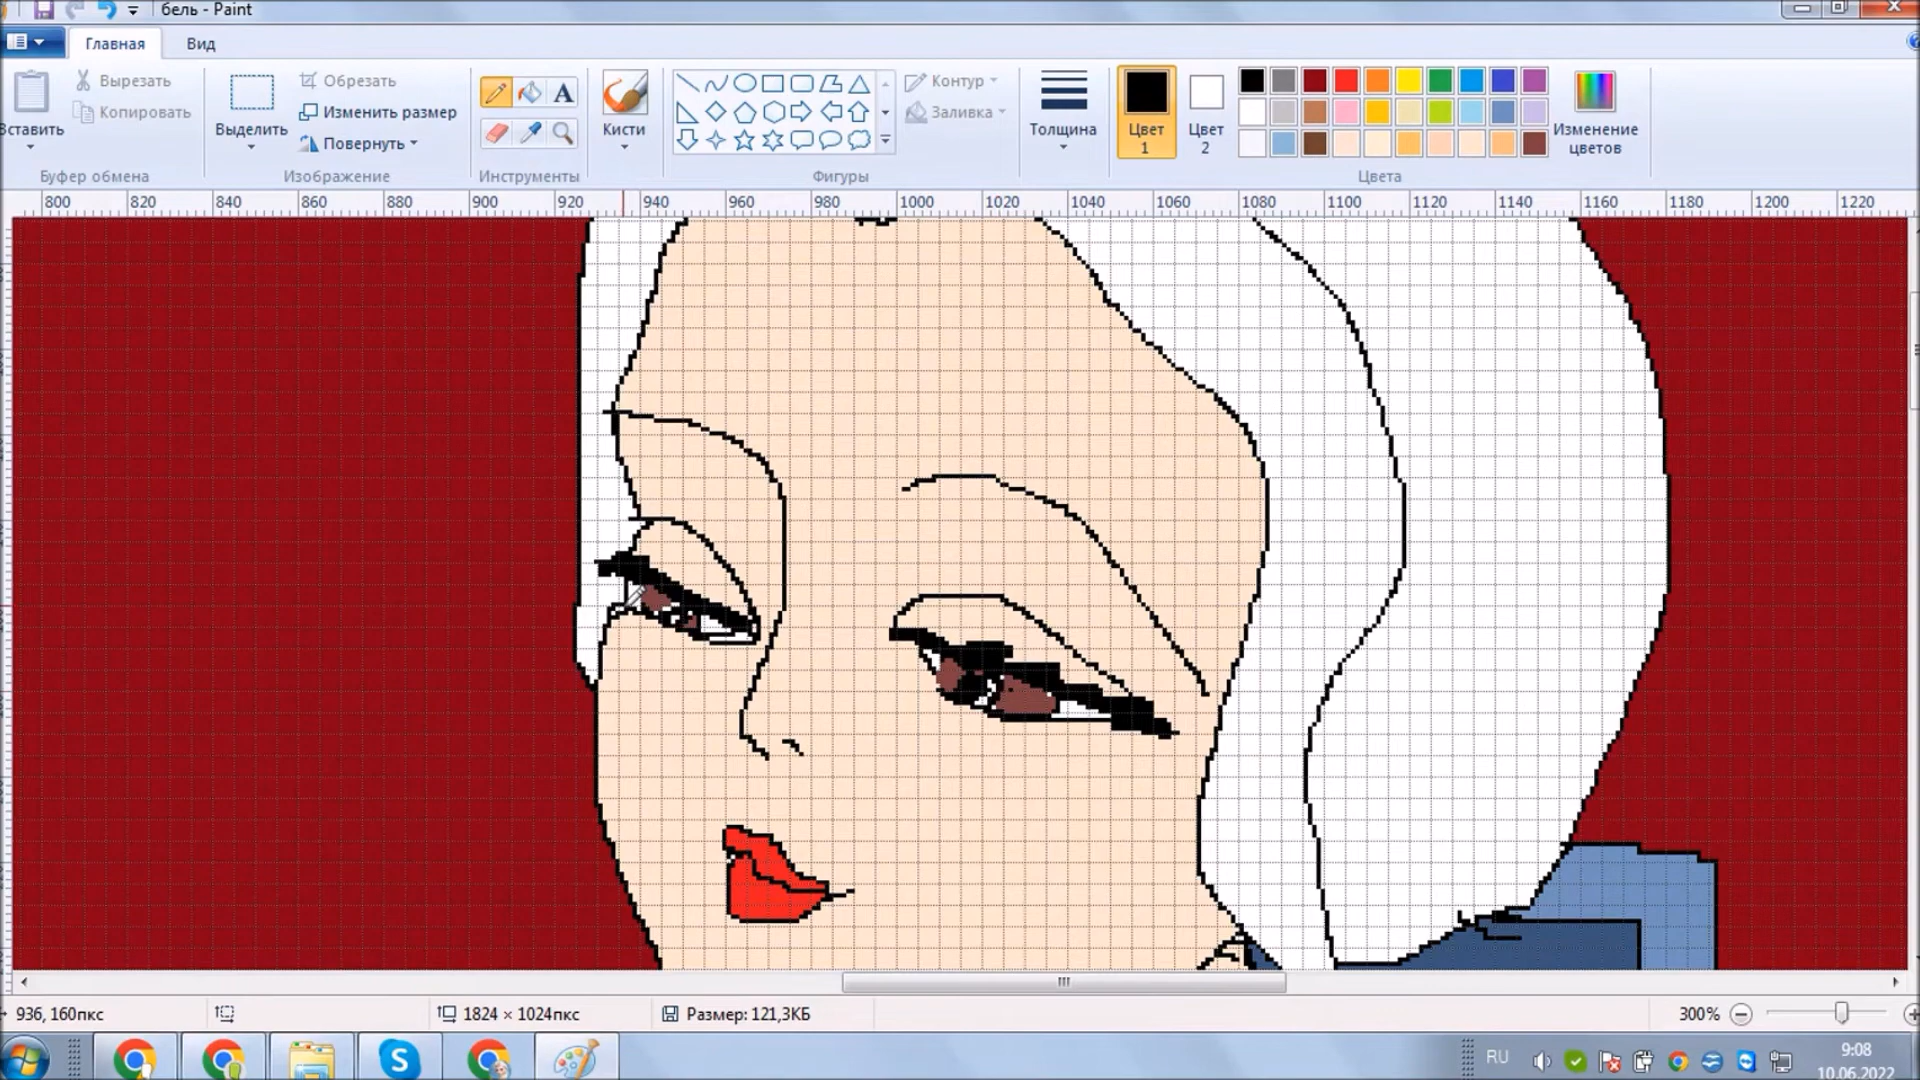 бель - Paint
Главная Вид
Вставить
Вырезать
Копировать
Буфер обмена
Выделить
Обрезать
Изменить размер
Повернуть
Изображение
A
Инструменты
Кисти
Фигуры
Контур
Заливка
Толщина
Цвет 1
Цвет 2
Изменение цветов
Цвета
800 820 840 860 880 900 920 940 960 980 1000 1020 1040 1060 1080 1100 1120 1140 1160 1180 1200 1220
936, 160пкс
1824 × 1024пкс
Размер: 121,3КБ
300%
RU
9:08
10.06.2022